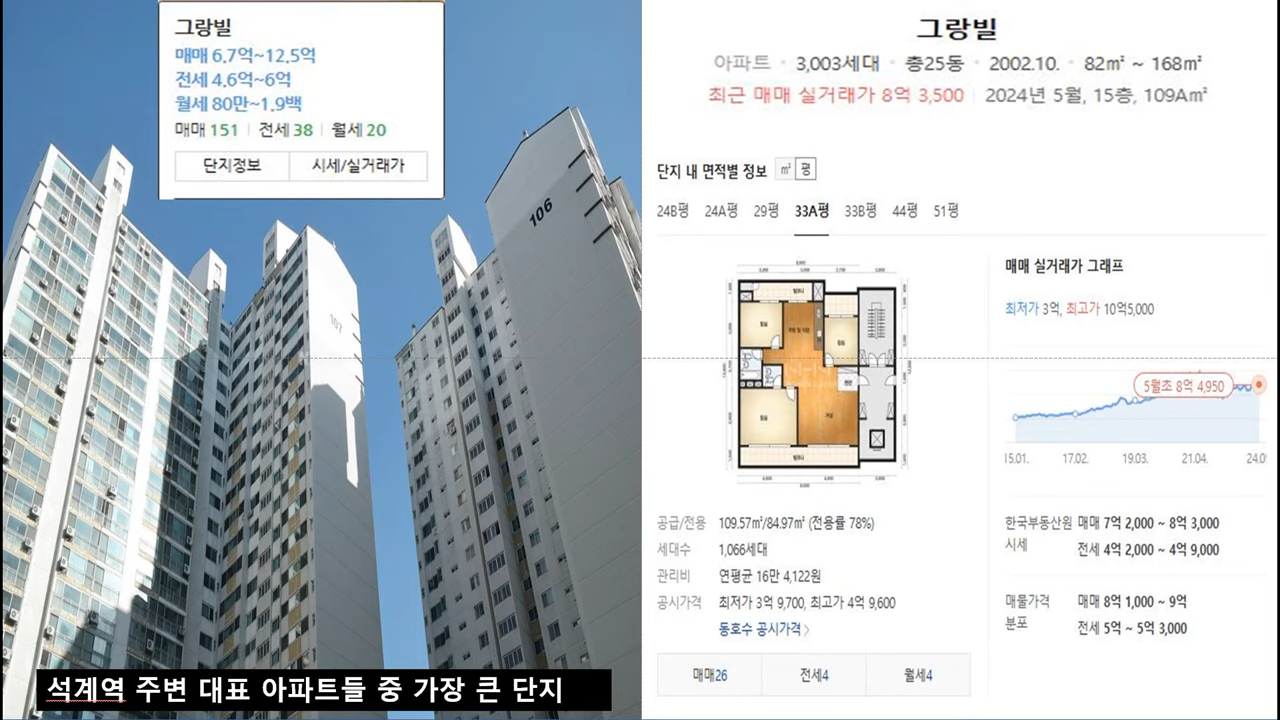 그랑빌
매매 6.7억~12.5억
전세 4.6억~6억
월세 80만~1.9백
매매 151 전세 38 월세 20
단지정보 시세/실거래가
106
107
석계역 주변 대표 아파트들 중 가장 큰 단지
그랑빌
아파트 · 3,003세대 · 총25동 · 2002.10. · 82㎡ ~ 168㎡
최근 매매 실거래가 8억 3,500 2024년 5월, 15층, 109A㎡
단지 내 면적별 정보 ㎡ 평
24B평 24A평 29평 33A평 33B평 44평 51평
공급/전용 109.57㎡/84.97㎡ (전용률 78%)
세대수 1,066세대
관리비 연평균 16만 4,122원
공시가격 최저가 3억 9,700, 최고가 4억 9,600
동호수 공시가격 >
매매26 전세4 월세4
매매 실거래가 그래프
최저가 3억, 최고가 10억5,000
5월초 8억 4,950
15.01. 17.02. 19.03. 21.04. 24.0
한국부동산원 매매 7억 2,000 ~ 8억 3,000
시세 전세 4억 2,000 ~ 4억 9,000
매물가격 매매 8억 1,000 ~ 9억
분포 전세 5억 ~ 5억 3,000